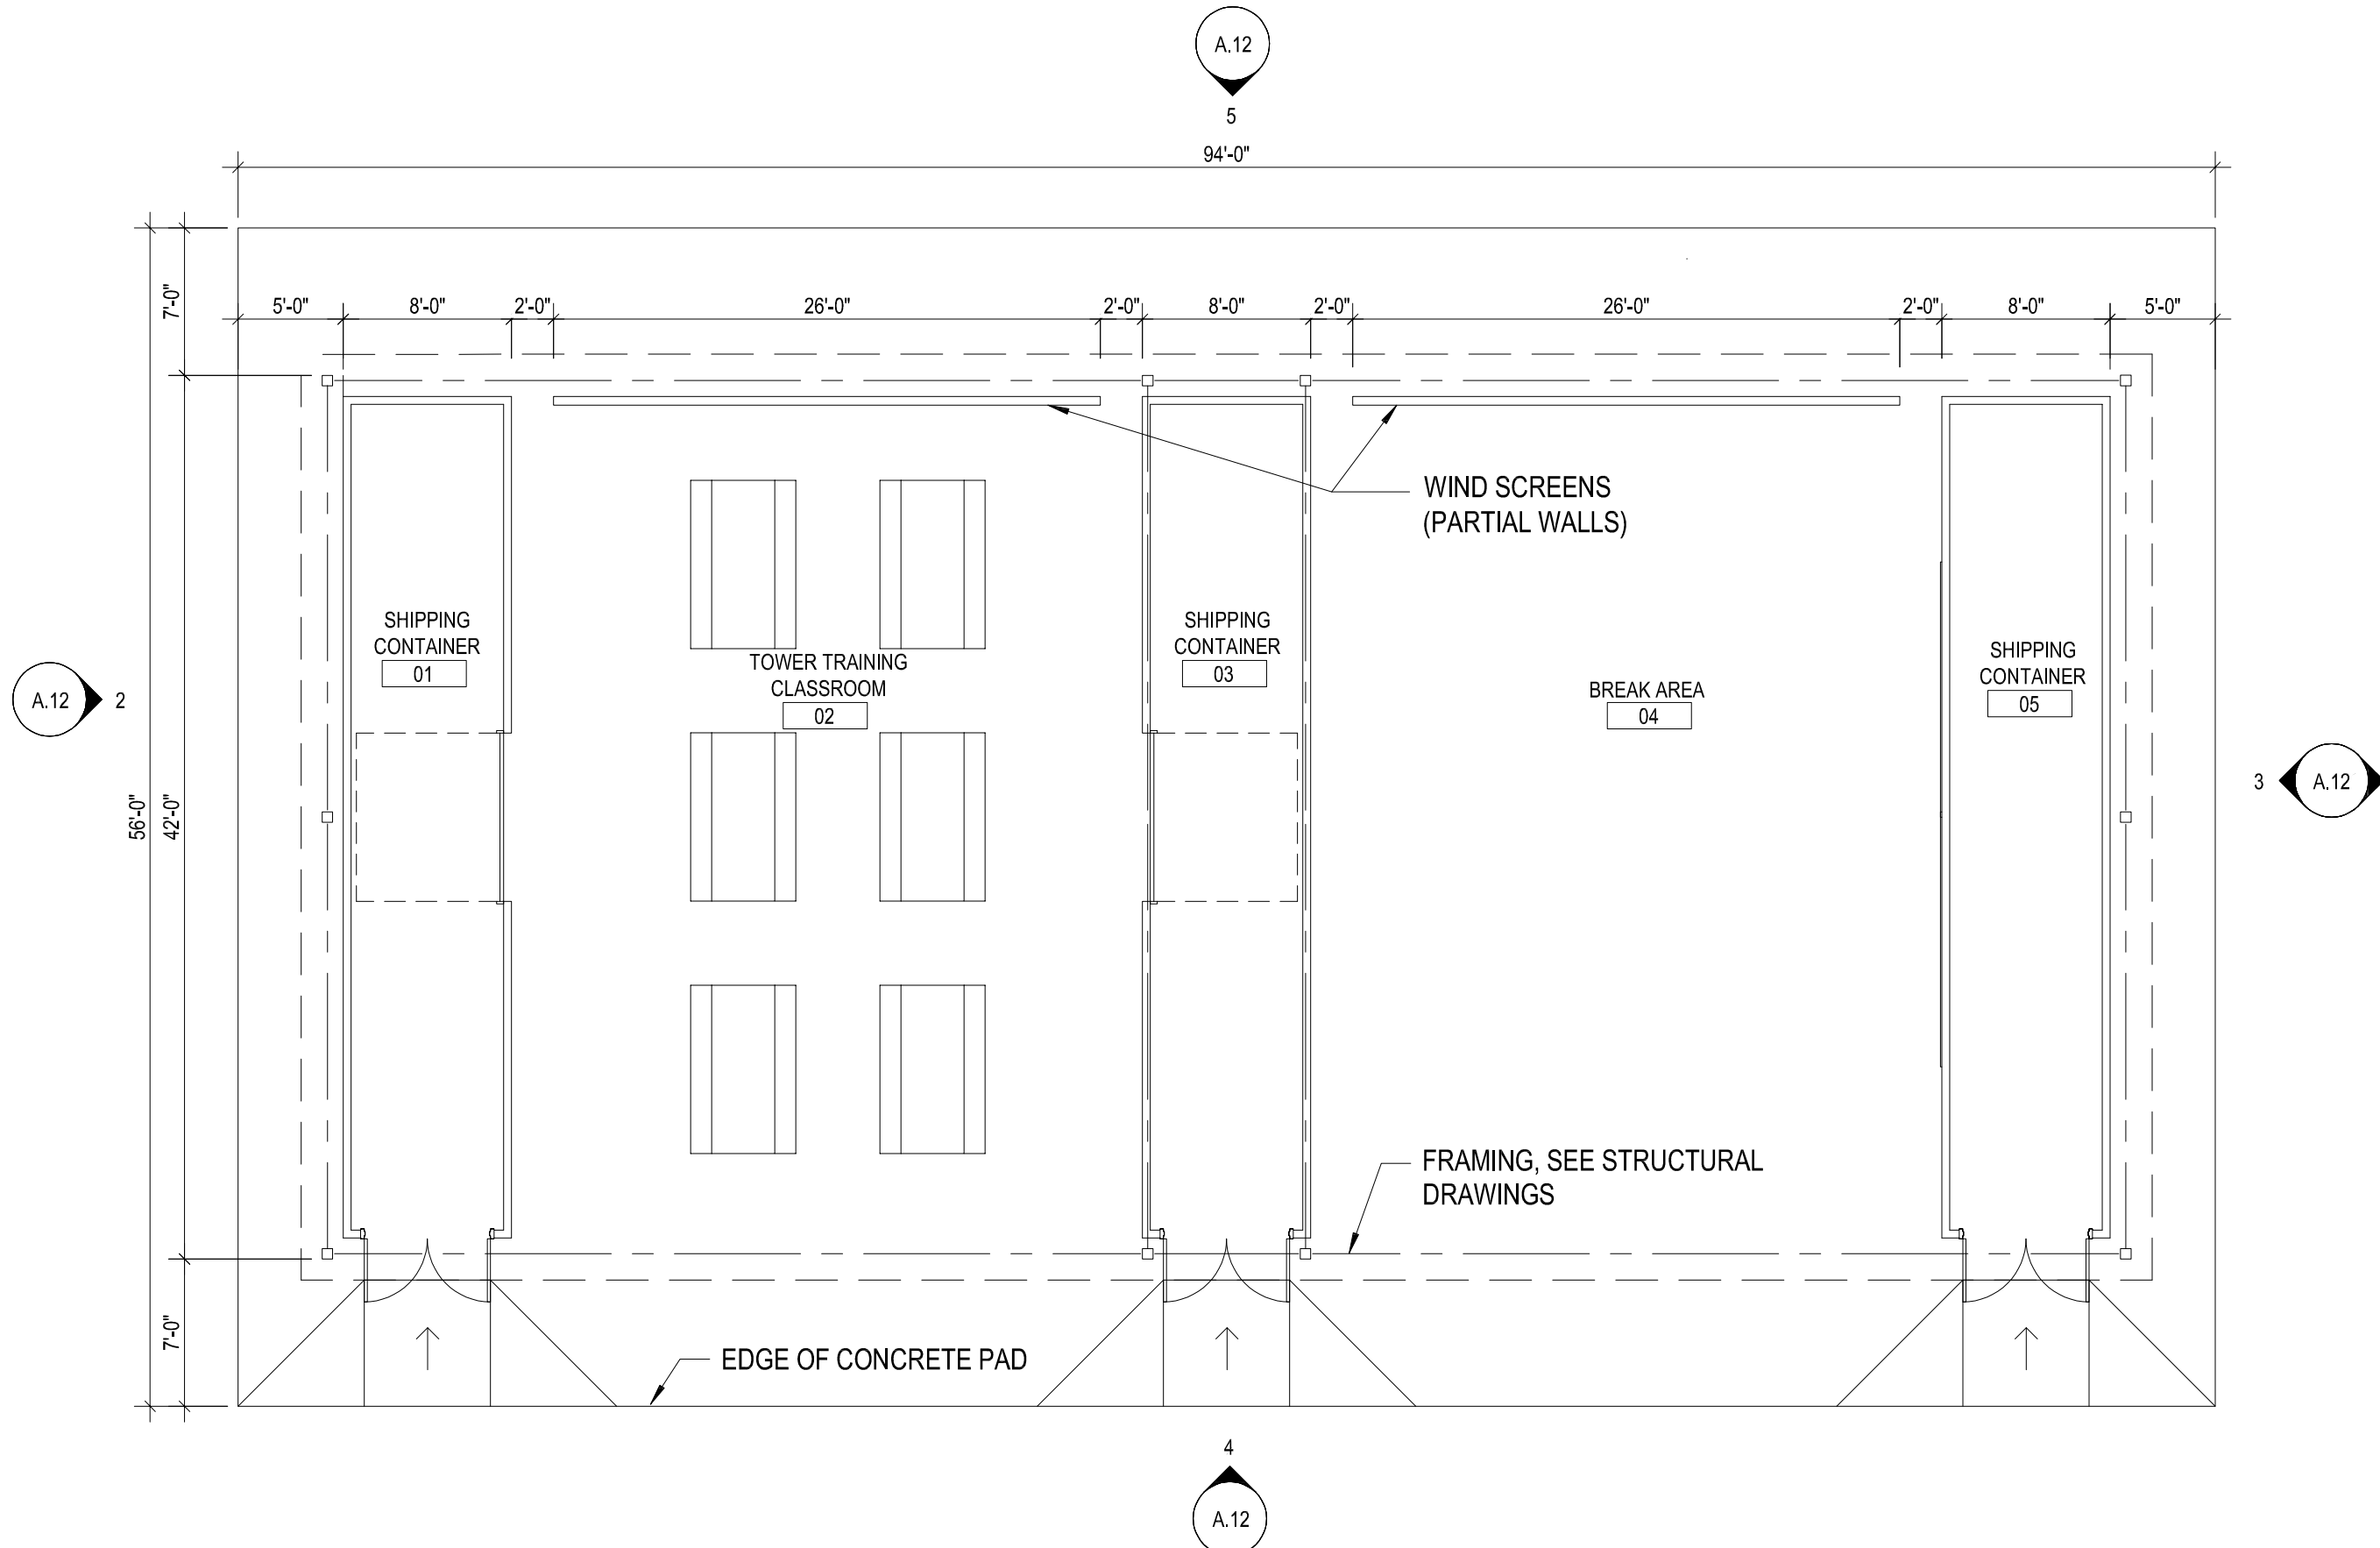 A.12
5
94'-0"
7'-0"
5'-0"
8'-0"
2'-0"
26'-0"
2'-0"
8'-0"
2'-0"
26'-0"
2'-0"
8'-0"
5'-0"
WIND SCREENS
(PARTIAL WALLS)
SHIPPING
CONTAINER
01
TOWER TRAINING
CLASSROOM
02
SHIPPING
CONTAINER
03
BREAK AREA
04
SHIPPING
CONTAINER
05
A.12
2
3
A.12
56'-0"
42'-0"
FRAMING, SEE STRUCTURAL
DRAWINGS
7'-0"
EDGE OF CONCRETE PAD
4
A.12